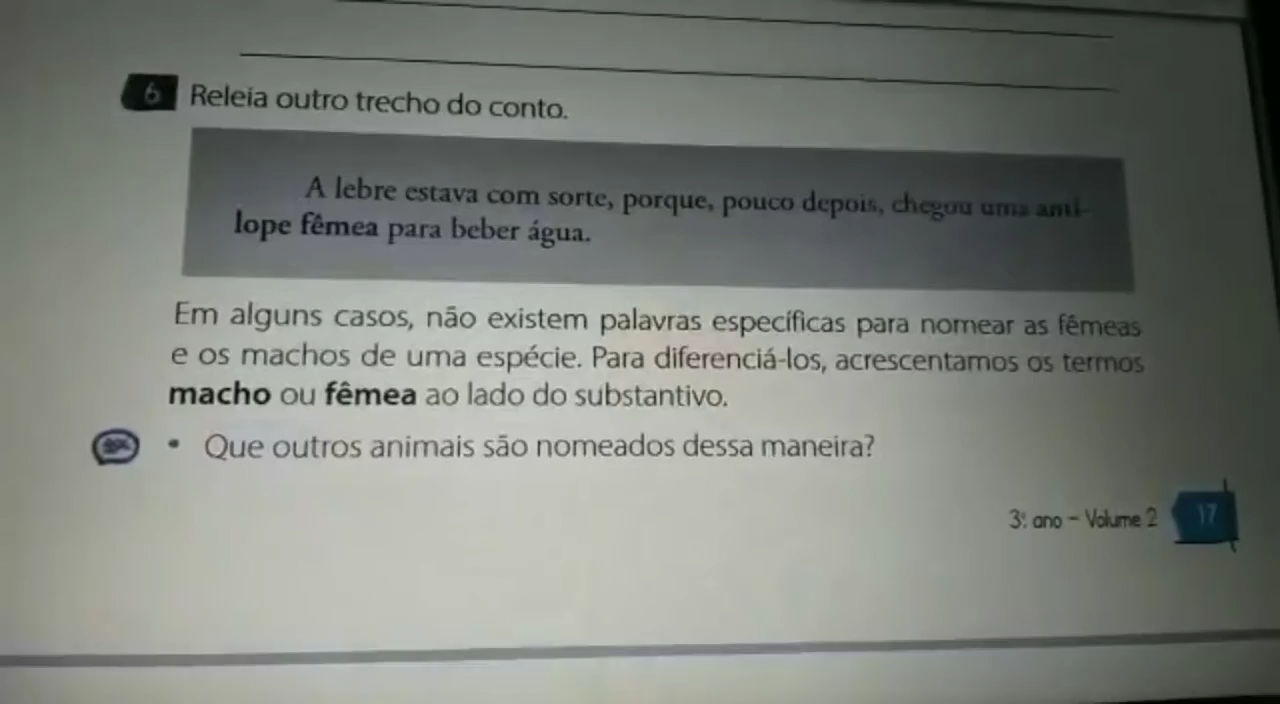 6 Releia outro trecho do conto.
A lebre estava com sorte, porque, pouco depois, chegou uma antí-
lope fêmea para beber água.
Em alguns casos, não existem palavras específicas para nomear as fêmeas
e os machos de uma espécie. Para diferenciá-los, acrescentamos os termos
macho ou fêmea ao lado do substantivo.
• Que outros animais são nomeados dessa maneira?
3º. ano – Volume 2 17